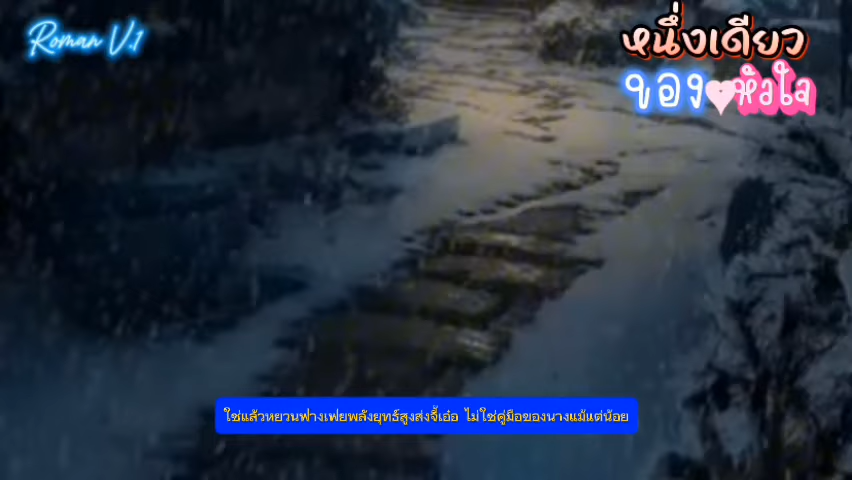 Roman V.1
หนึ่งเดียว
ของหัวใจ
ใช่แล้วหยวนฟางเฟยพลังยุทธ์สูงส่งจี้เอ๋อ ไม่ใช่คู่มือของนางแม้แต่น้อย